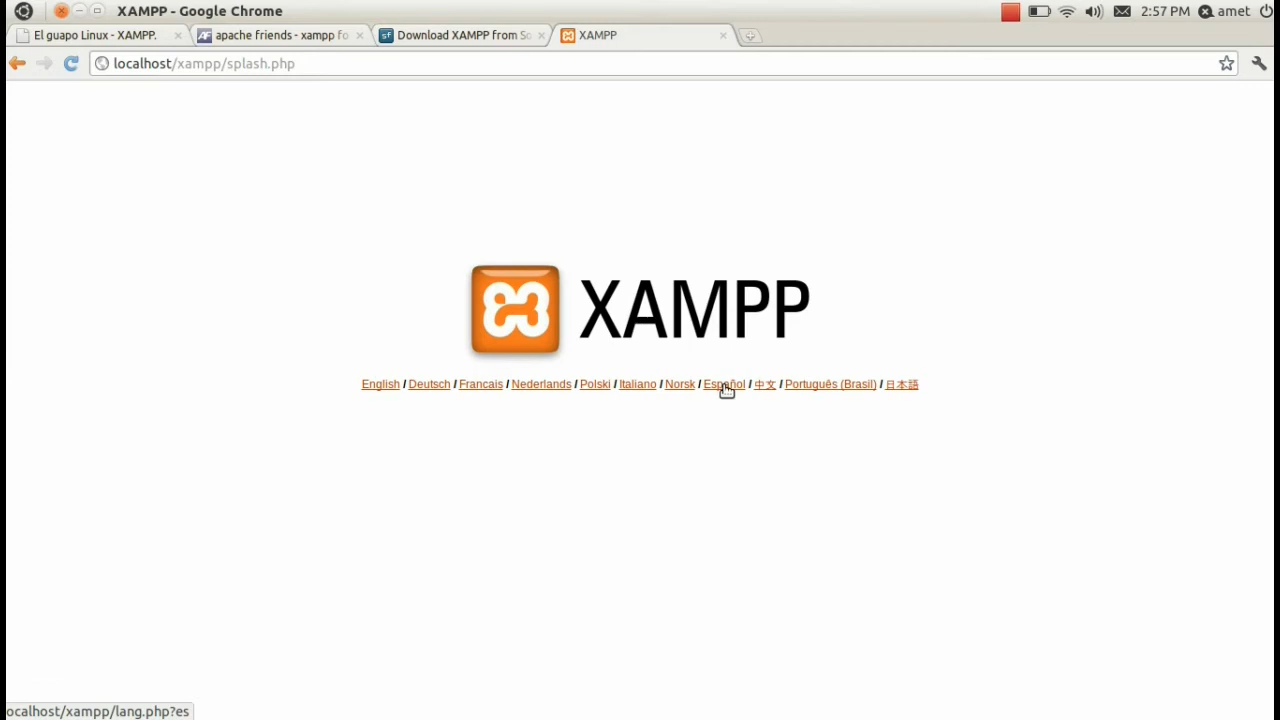 XAMPP - Google Chrome
2:57 PM
amet
El guapo Linux - XAMPP.
apache friends - xampp fo
Download XAMPP from So
XAMPP
localhost/xampp/splash.php
XAMPP
English / Deutsch / Francais / Nederlands / Polski / Italiano / Norsk / Español / 中文 / Português (Brasil) / 日本語
ocalhost/xampp/lang.php?es